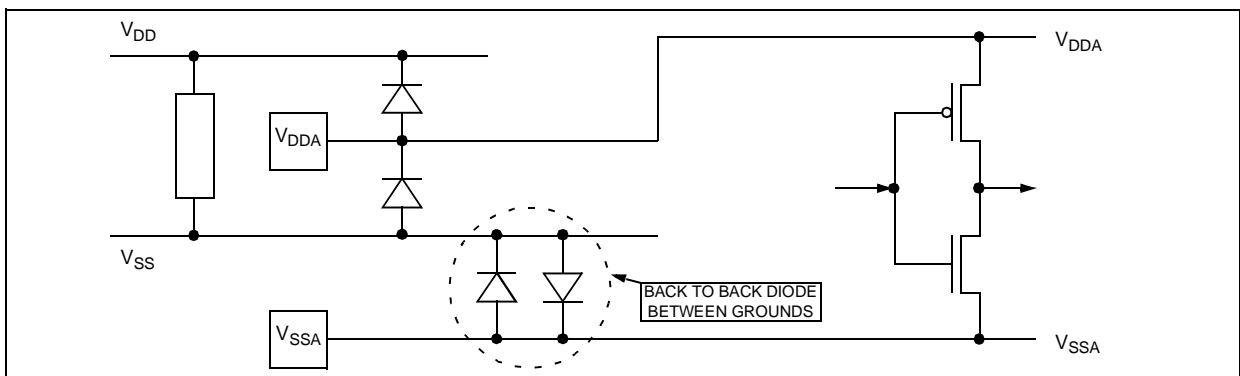 VDD
VDDA
VDDA
VSS
BACK TO BACK DIODE
BETWEEN GROUNDS
VSSA
VSSA